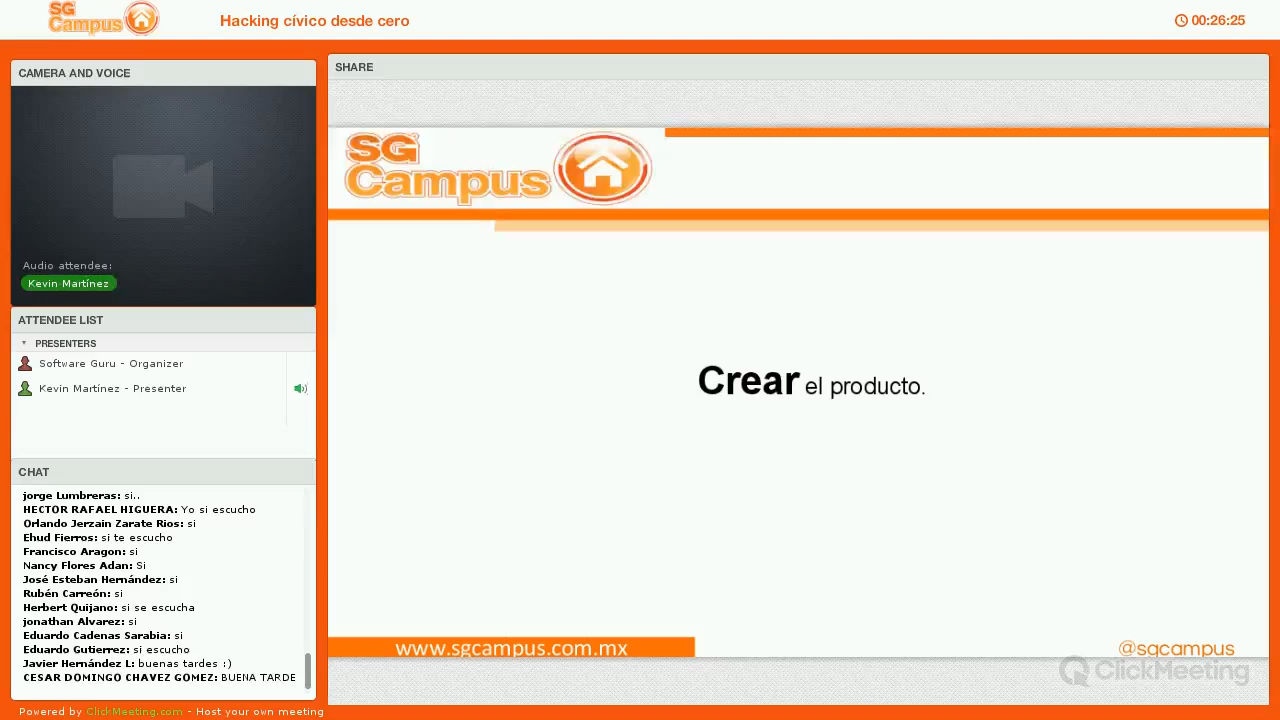 SG
Campus
Hacking cívico desde cero
00:26:25
CAMERA AND VOICE
Audio attendee:
Kevin Martínez
ATTENDEE LIST
PRESENTERS
Software Guru - Organizer
Kevin Martínez - Presenter
CHAT
jorge Lumbreras: si..
HECTOR RAFAEL HIGUERA: Yo si escucho
Orlando Jerzain Zarate Rios: si
Ehud Fierros: si te escucho
Francisco Aragon: si
Nancy Flores Adan: Si
José Esteban Hernández: si
Rubén Carreón: si
Herbert Quijano: si se escucha
jonathan Alvarez: si
Eduardo Cadenas Sarabia: si
Eduardo Gutierrez: si escucho
Javier Hernández L: buenas tardes :)
CESAR DOMINGO CHAVEZ GOMEZ: BUENA TARDE
Powered by ClickMeeting.com - Host your own meeting
SHARE
SG
Campus
Crear el producto.
www.sgcampus.com.mx
@sgcampus
ClickMeeting